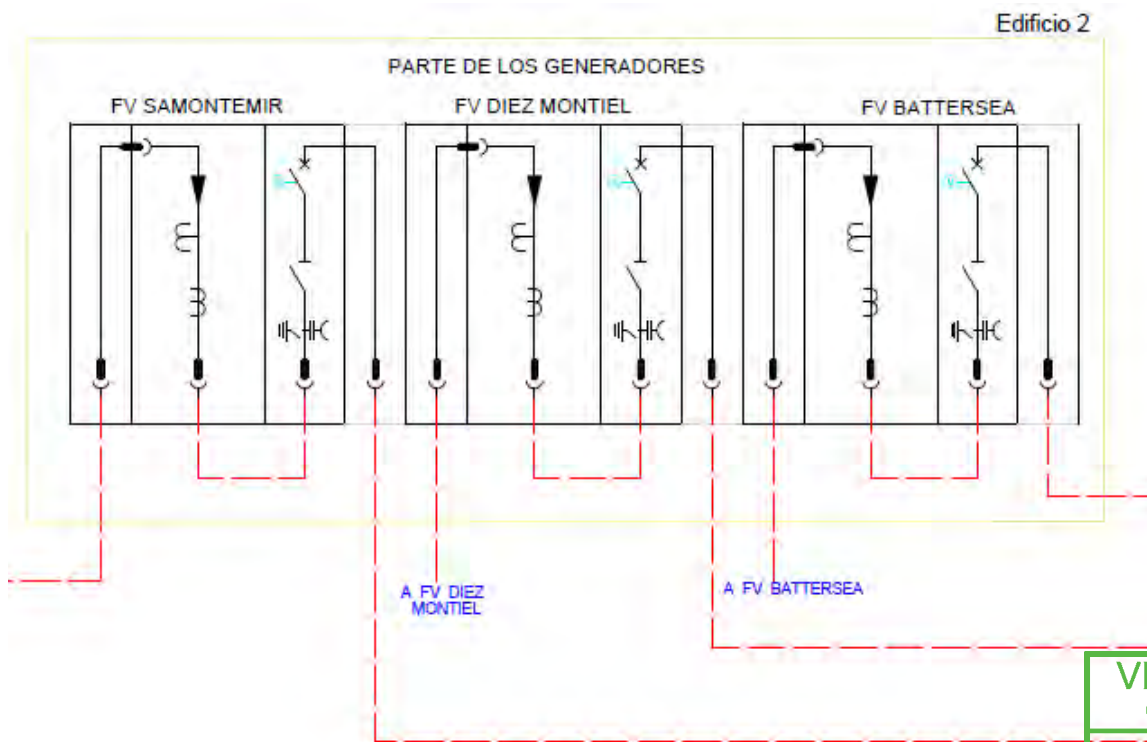 Edificio 2
PARTE DE LOS GENERADORES
FV SAMONTEMIR
FV DIEZ MONTIEL
FV BATTERSEA
A FV DIEZ
MONTIEL
A FV BATTERSEA